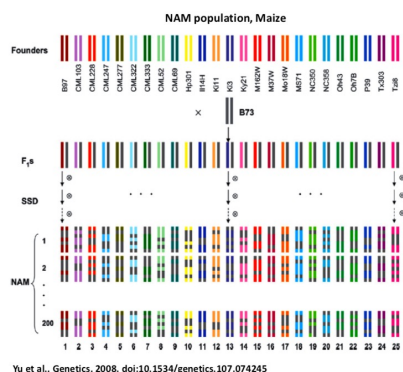 NAM population, Maize
Founders
B97 CML103 CML228 CML247 CML277 CML322 CML333 CML52 CML69 Hp301 Il14H Ki11 Ki3 Ky21 M162W M37W Mo18W MS71 NC350 NC358 Oh43 Oh7B P39 Tx303 Tzi8
× B73
F₁s
SSD
⊗ ⊗ ⊗
. . . . . .
⊗ ⊗ ⊗
1
2
NAM
.
.
.
200
1 2 3 4 5 6 7 8 9 10 11 12 13 14 15 16 17 18 19 20 21 22 23 24 25
Yu et al., Genetics, 2008, doi:10.1534/genetics.107.074245